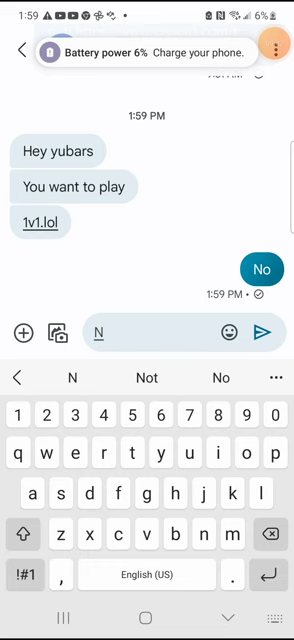 1:59
6%
Battery power 6% Charge your phone.
1:59 PM
Hey yubars
You want to play
1v1.lol
No
1:59 PM
N
N Not No
1 2 3 4 5 6 7 8 9 0
q w e r t y u i o p
a s d f g h j k l
z x c v b n m
!#1 , English (US) .